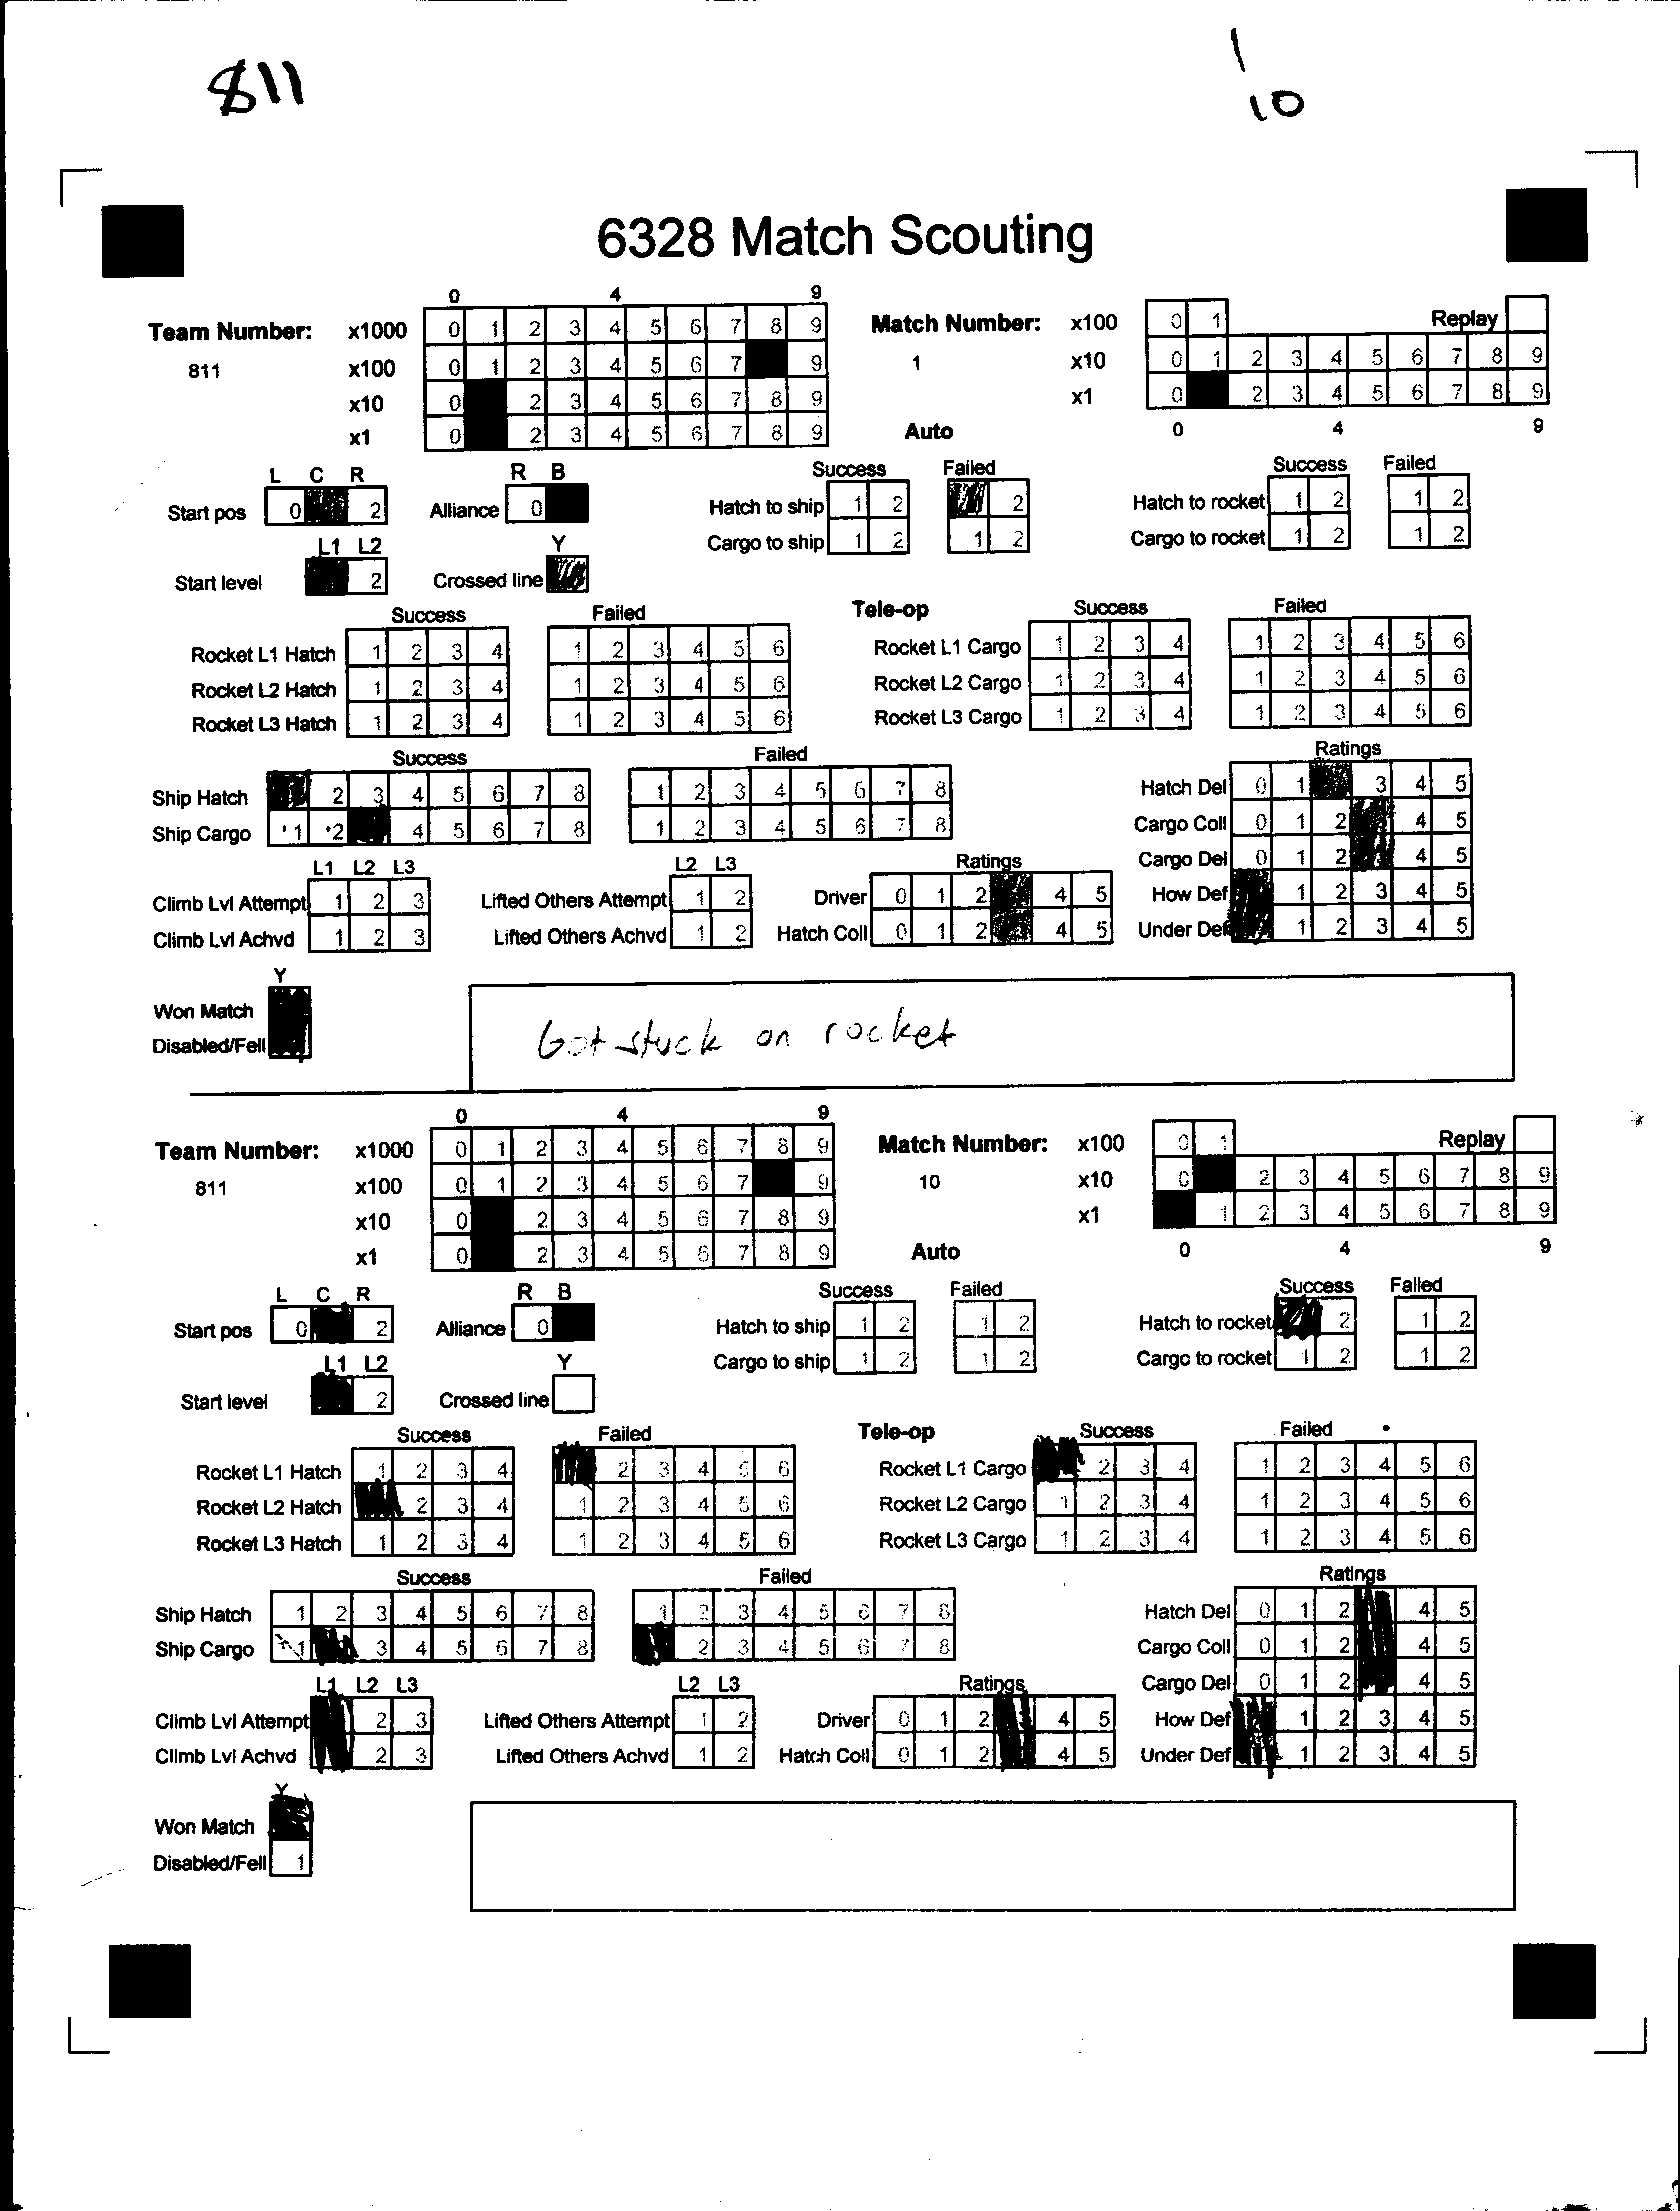 811
1
10
6328 Match Scouting
0 4 9
Team Number: x1000 0 1 2 3 4 5 6 7 8 9 Match Number: x100 0 1 Replay
811 x100 0 1 2 3 4 5 6 7 9 1 x10 0 1 2 3 4 5 6 7 8 9
x10 0 2 3 4 5 6 7 8 9 x1 0 2 3 4 5 6 7 8 9
x1 0 2 3 4 5 6 7 8 9 Auto 0 4 9
L C R R B Success Failed Success Failed
Start pos 0 2 Alliance 0 Hatch to ship 1 2 2 Hatch to rocket 1 2 1 2
L1 L2 Y Cargo to ship 1 2 1 2 Cargo to rocket 1 2 1 2
Start level 2 Crossed line
Success Failed Tele-op Success Failed
Rocket L1 Hatch 1 2 3 4 1 2 3 4 5 6 Rocket L1 Cargo 1 2 3 4 1 2 3 4 5 6
Rocket L2 Hatch 1 2 3 4 1 2 3 4 5 6 Rocket L2 Cargo 1 2 3 4 1 2 3 4 5 6
Rocket L3 Hatch 1 2 3 4 1 2 3 4 5 6 Rocket L3 Cargo 1 2 3 4 1 2 3 4 5 6
Success Failed Ratings
Ship Hatch 2 3 4 5 6 7 8 1 2 3 4 5 6 7 8 Hatch Del 0 1 3 4 5
Ship Cargo 1 2 4 5 6 7 8 1 2 3 4 5 6 7 8 Cargo Coll 0 1 2 4 5
L1 L2 L3 L2 L3 Ratings Cargo Del 0 1 2 4 5
Climb Lvl Attempt 1 2 3 Lifted Others Attempt 1 2 Driver 0 1 2 4 5 How Def 1 2 3 4 5
Climb Lvl Achvd 1 2 3 Lifted Others Achvd 1 2 Hatch Coll 0 1 2 4 5 Under Def 1 2 3 4 5
Y
Won Match
Disabled/Fell
Got stuck on rocket
0 4 9
Team Number: x1000 0 1 2 3 4 5 6 7 8 9 Match Number: x100 0 1 Replay
811 x100 0 1 2 3 4 5 6 7 9 10 x10 0 2 3 4 5 6 7 8 9
x10 0 2 3 4 5 6 7 8 9 x1 1 2 3 4 5 6 7 8 9
x1 0 2 3 4 5 6 7 8 9 Auto 0 4 9
L C R R B Success Failed Success Failed
Start pos 0 2 Alliance 0 Hatch to ship 1 2 1 2 Hatch to rocket 2 1 2
L1 L2 Y Cargo to ship 1 2 1 2 Cargo to rocket 1 2 1 2
Start level 2 Crossed line
Success Failed Tele-op Success Failed
Rocket L1 Hatch 1 2 3 4 2 3 4 5 6 Rocket L1 Cargo 2 3 4 1 2 3 4 5 6
Rocket L2 Hatch 2 3 4 1 2 3 4 5 6 Rocket L2 Cargo 1 2 3 4 1 2 3 4 5 6
Rocket L3 Hatch 1 2 3 4 1 2 3 4 5 6 Rocket L3 Cargo 1 2 3 4 1 2 3 4 5 6
Success Failed Ratings
Ship Hatch 1 2 3 4 5 6 7 8 1 2 3 4 5 6 7 8 Hatch Del 0 1 2 4 5
Ship Cargo 1 3 4 5 6 7 8 2 3 4 5 6 7 8 Cargo Coll 0 1 2 4 5
L1 L2 L3 L2 L3 Ratings Cargo Del 0 1 2 4 5
Climb Lvl Attempt 2 3 Lifted Others Attempt 1 2 Driver 0 1 2 4 5 How Def 1 2 3 4 5
Climb Lvl Achvd 2 3 Lifted Others Achvd 1 2 Hatch Coll 0 1 2 4 5 Under Def 1 2 3 4 5
Y
Won Match
Disabled/Fell 1